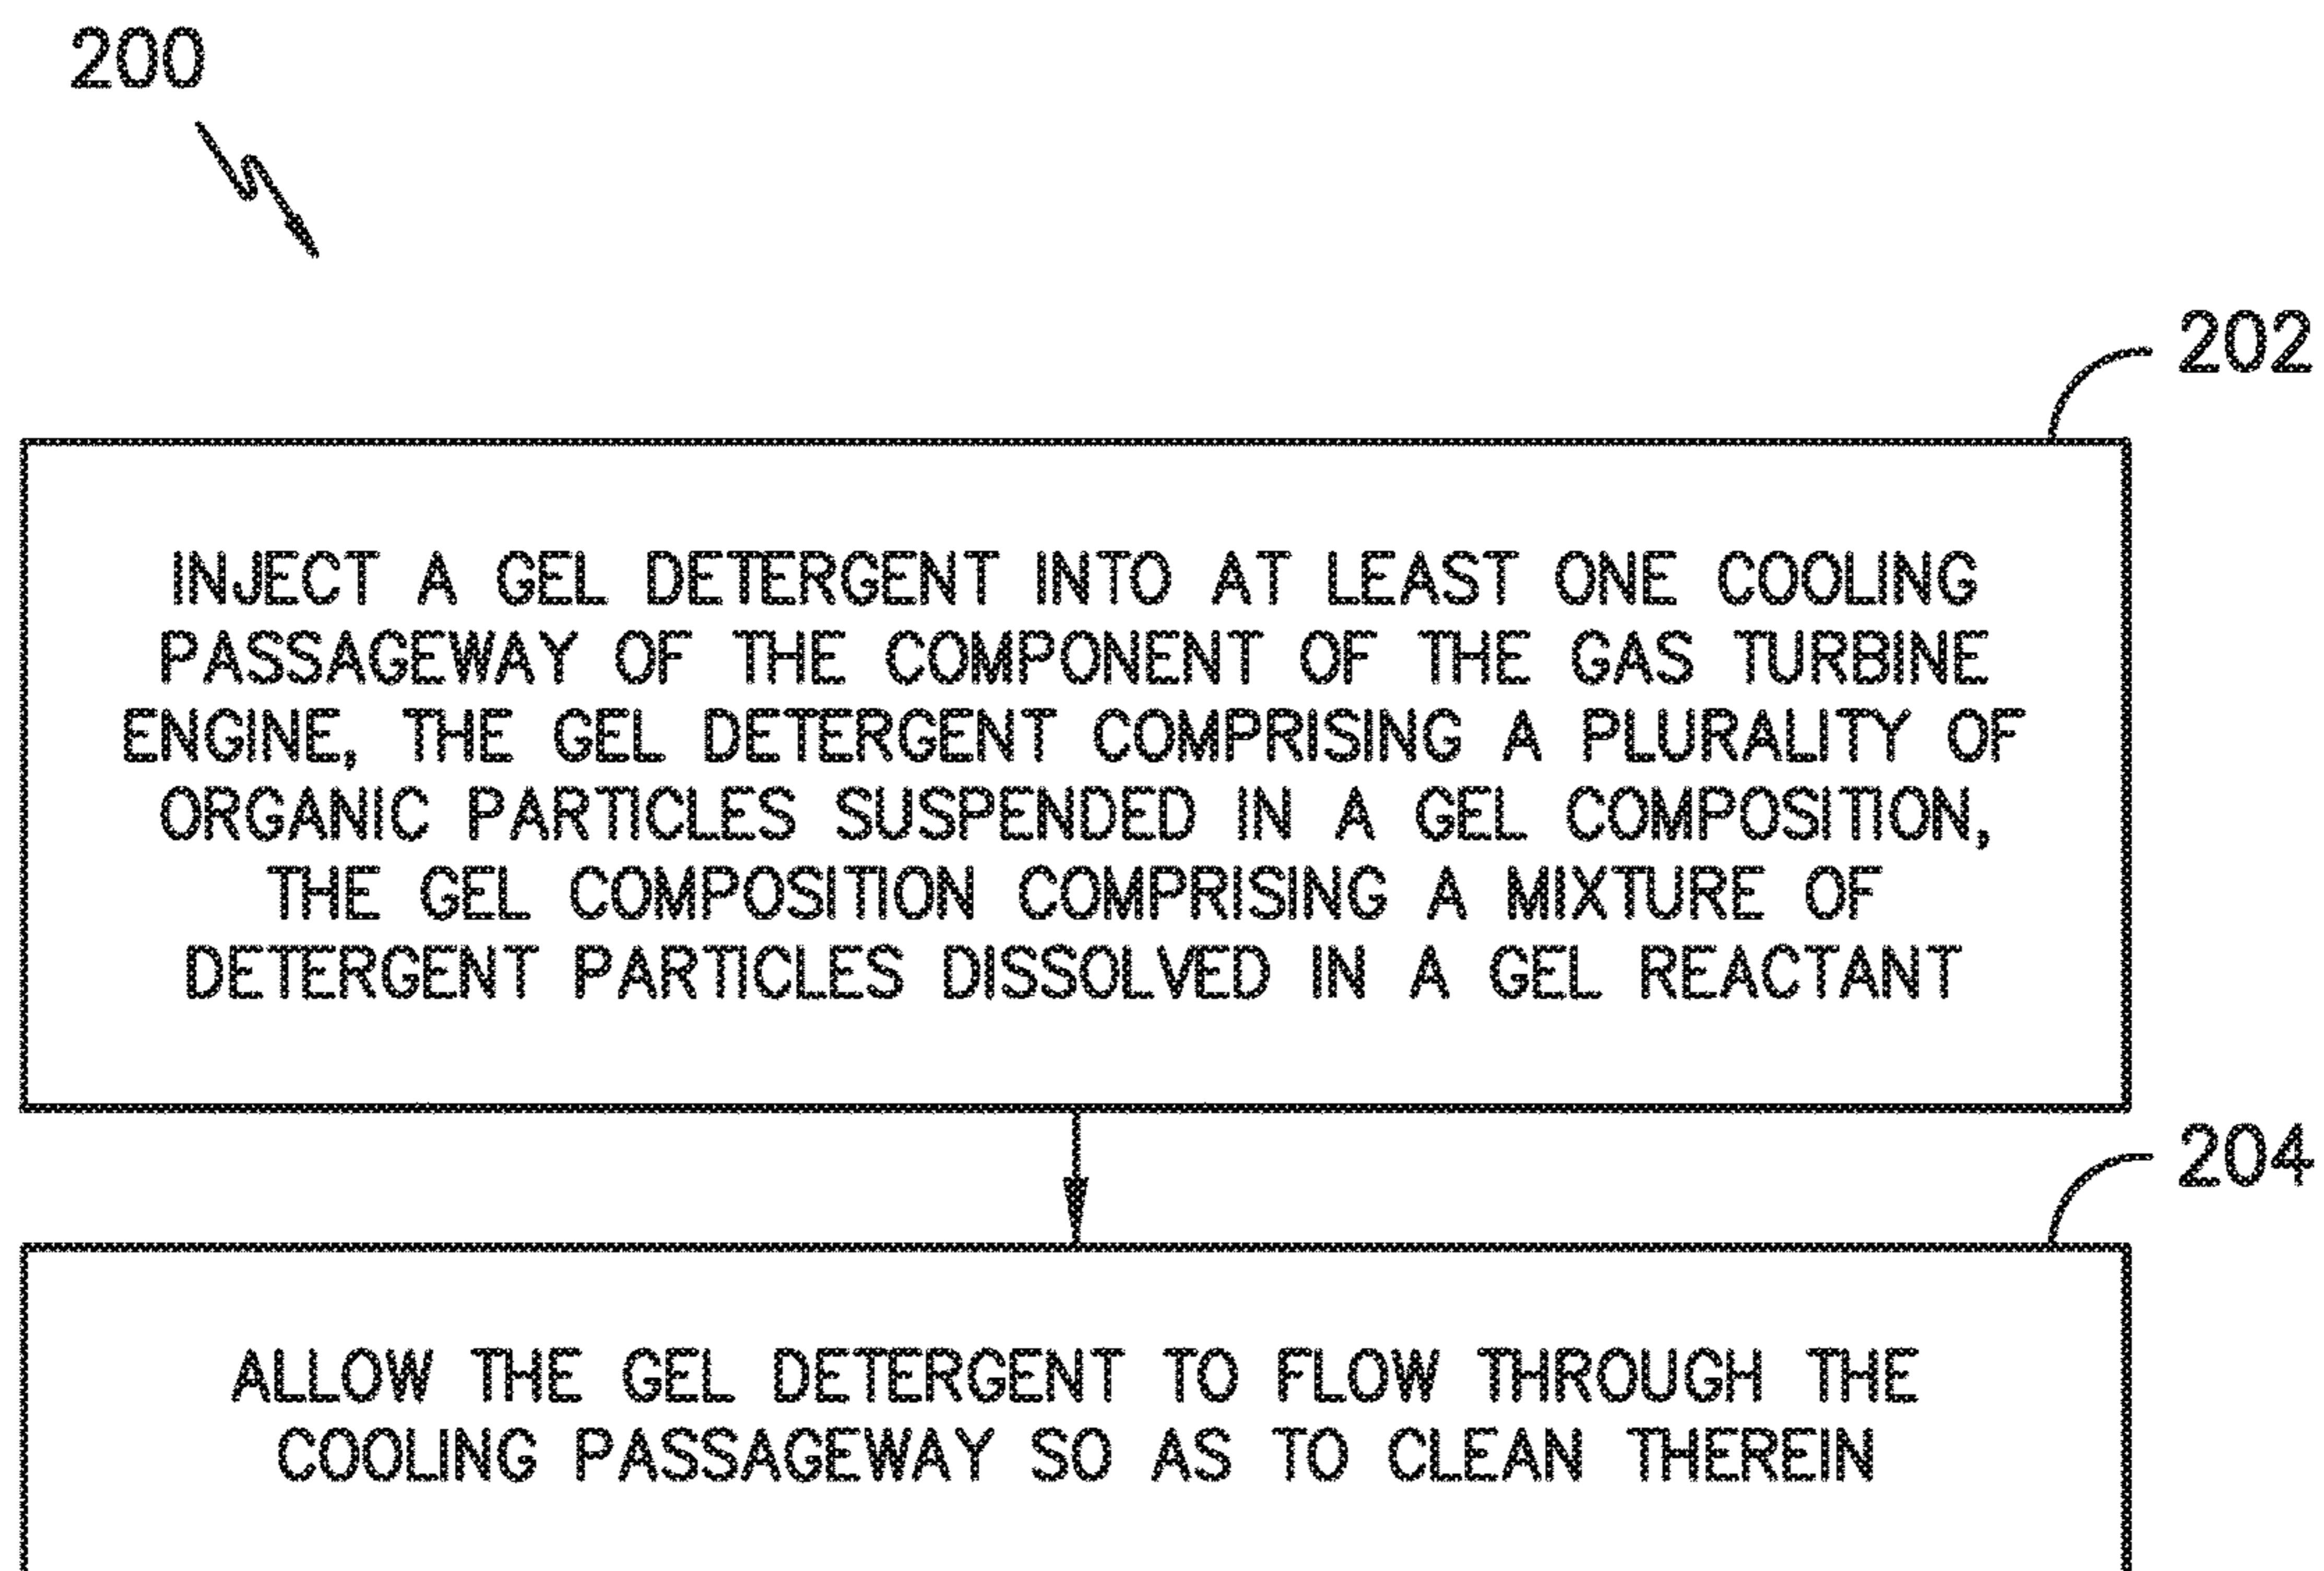 200
202
INJECT A GEL DETERGENT INTO AT LEAST ONE COOLING
PASSAGEWAY OF THE COMPONENT OF THE GAS TURBINE
ENGINE, THE GEL DETERGENT COMPRISING A PLURALITY OF
ORGANIC PARTICLES SUSPENDED IN A GEL COMPOSITION,
THE GEL COMPOSITION COMPRISING A MIXTURE OF
DETERGENT PARTICLES DISSOLVED IN A GEL REACTANT
204
ALLOW THE GEL DETERGENT TO FLOW THROUGH THE
COOLING PASSAGEWAY SO AS TO CLEAN THEREIN